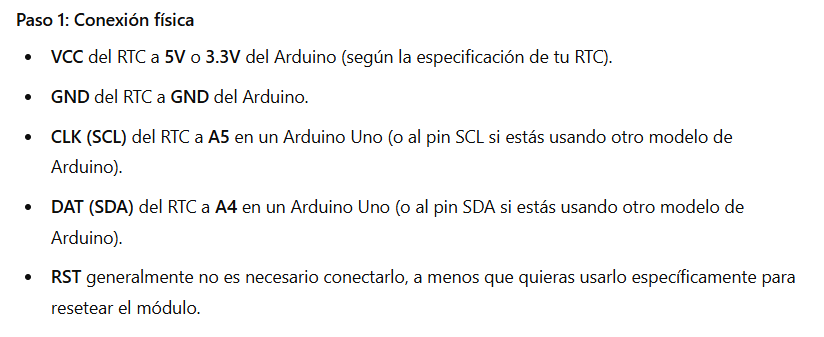 Paso 1: Conexión física
• VCC del RTC a 5V o 3.3V del Arduino (según la especificación de tu RTC).
• GND del RTC a GND del Arduino.
• CLK (SCL) del RTC a A5 en un Arduino Uno (o al pin SCL si estás usando otro modelo de
Arduino).
• DAT (SDA) del RTC a A4 en un Arduino Uno (o al pin SDA si estás usando otro modelo de
Arduino).
• RST generalmente no es necesario conectarlo, a menos que quieras usarlo específicamente para
resetear el módulo.